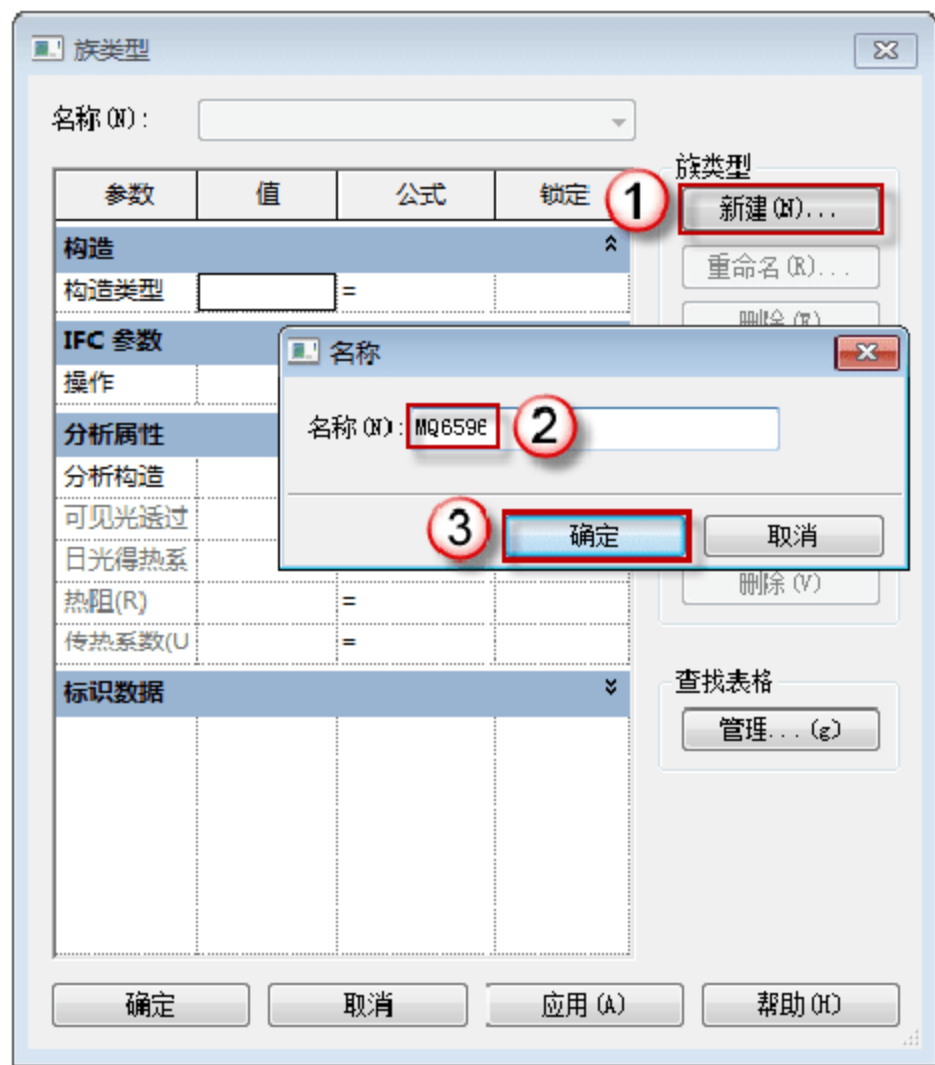 族类型
名称(N):
族类型
参数 值 公式 锁定
1
新建(N)...
构造
重命名(R)...
构造类型 =
删除(E)
IFC 参数
名称
操作
名称(N): MQ6596
2
分析属性
分析构造
可见光透过
3
确定 取消
日光得热系
删除(V)
热阻(R) =
传热系数(U =
标识数据
查找表格
管理...(g)
确定 取消 应用(A) 帮助(H)